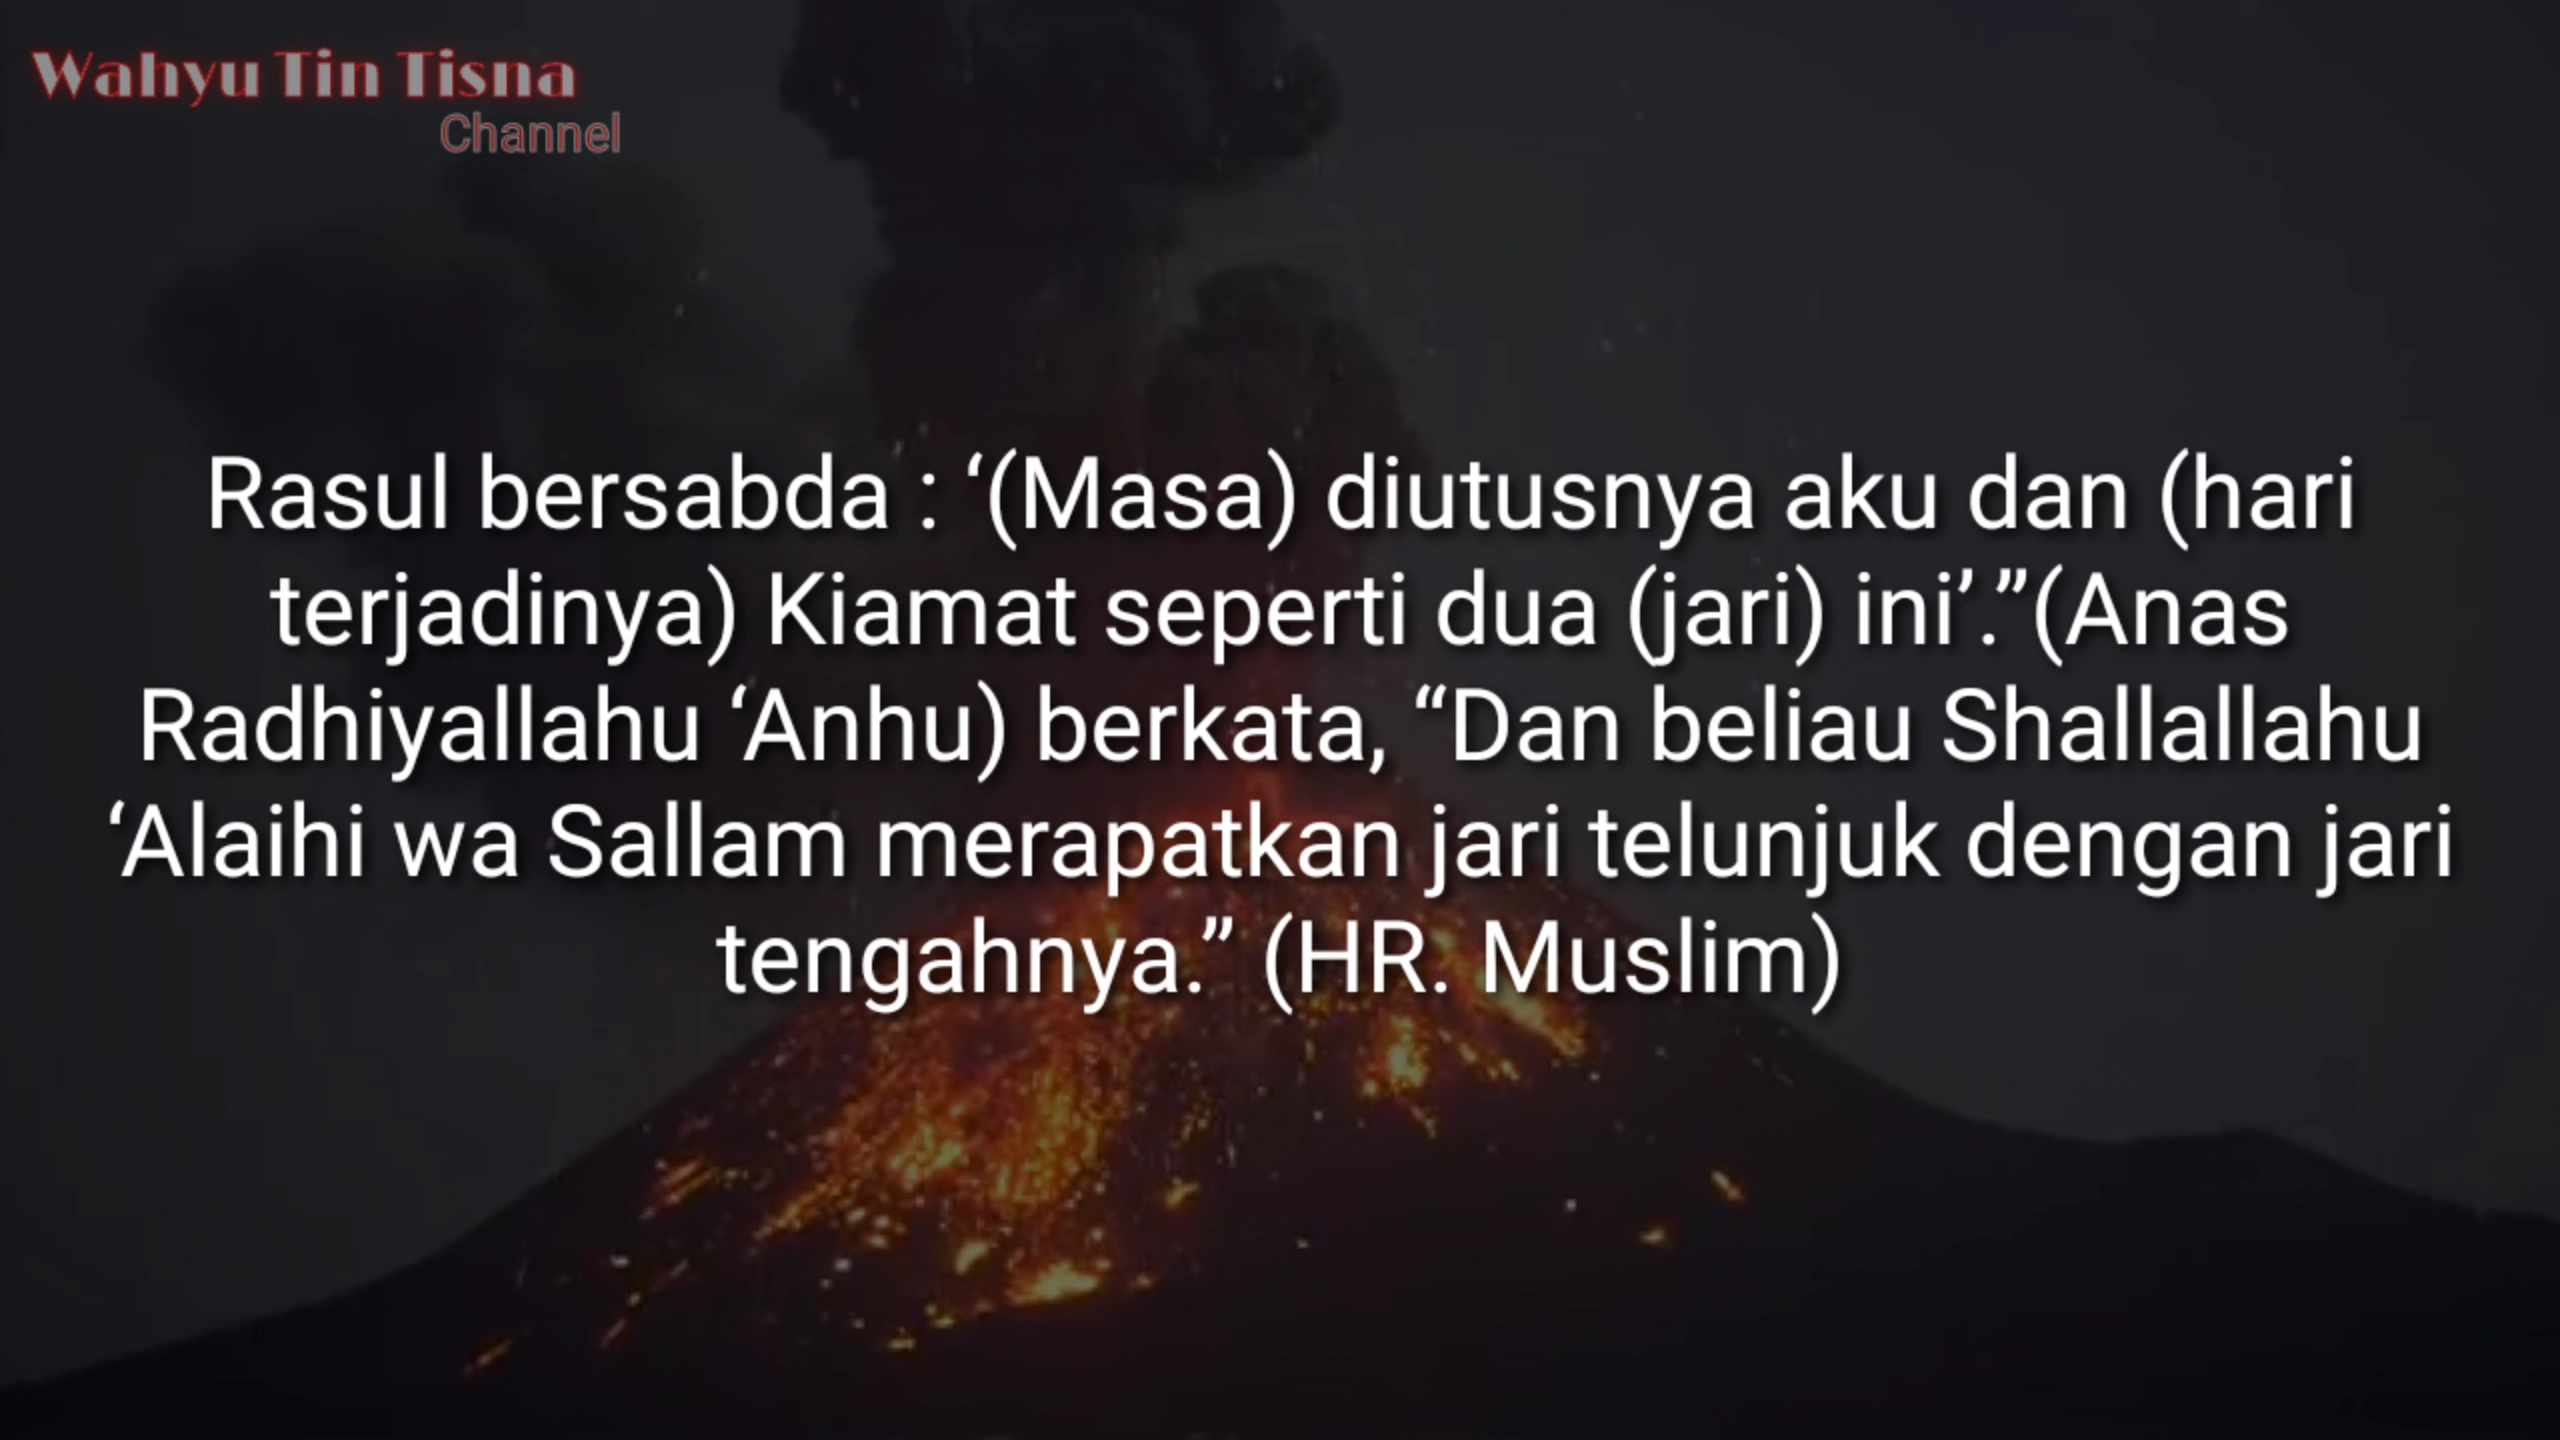 Wahyu Tin Tisna
Channel
Rasul bersabda : ‘(Masa) diutusnya aku dan (hari
terjadinya) Kiamat seperti dua (jari) ini’.”(Anas
Radhiyallahu ‘Anhu) berkata, “Dan beliau Shallallahu
‘Alaihi wa Sallam merapatkan jari telunjuk dengan jari
tengahnya.” (HR. Muslim)